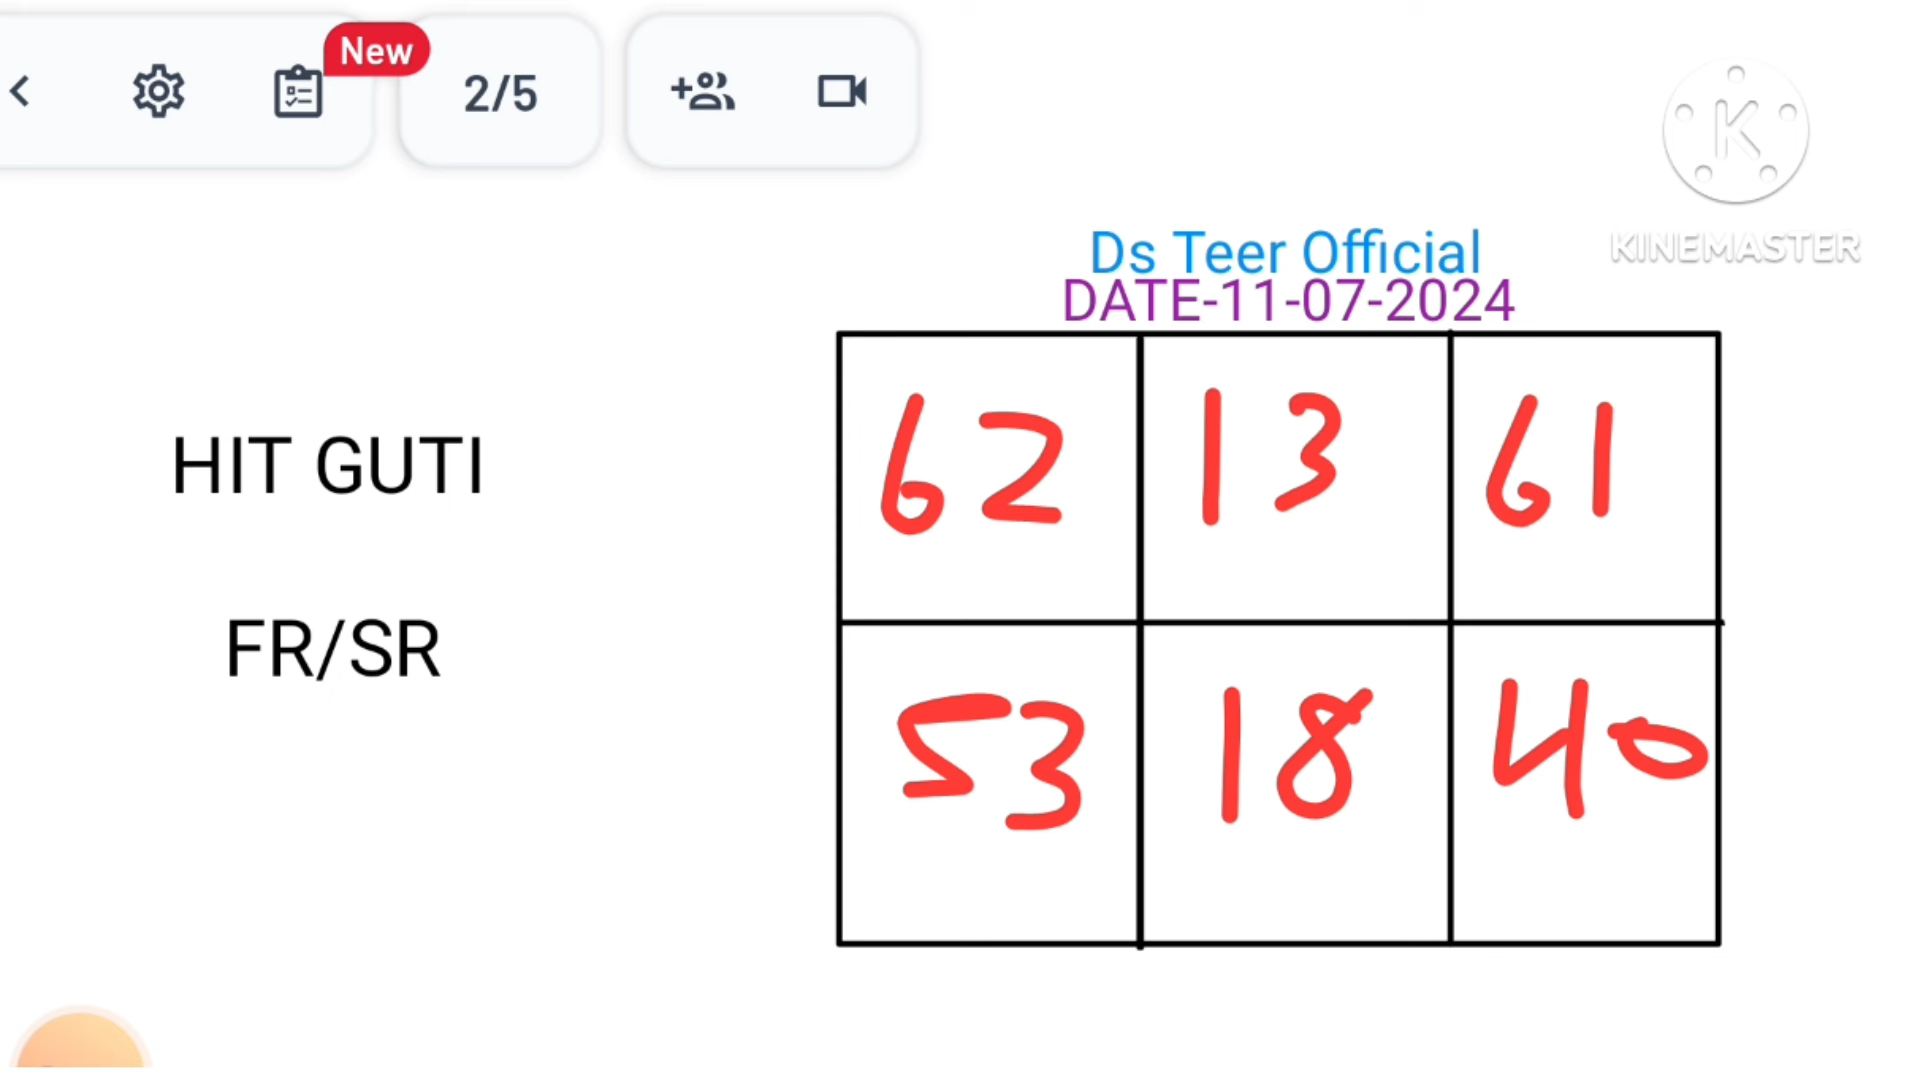 New
2/5
K
KINEMASTER
Ds Teer Official
DATE-11-07-2024
HIT GUTI
FR/SR
62 13 61
53 18 40